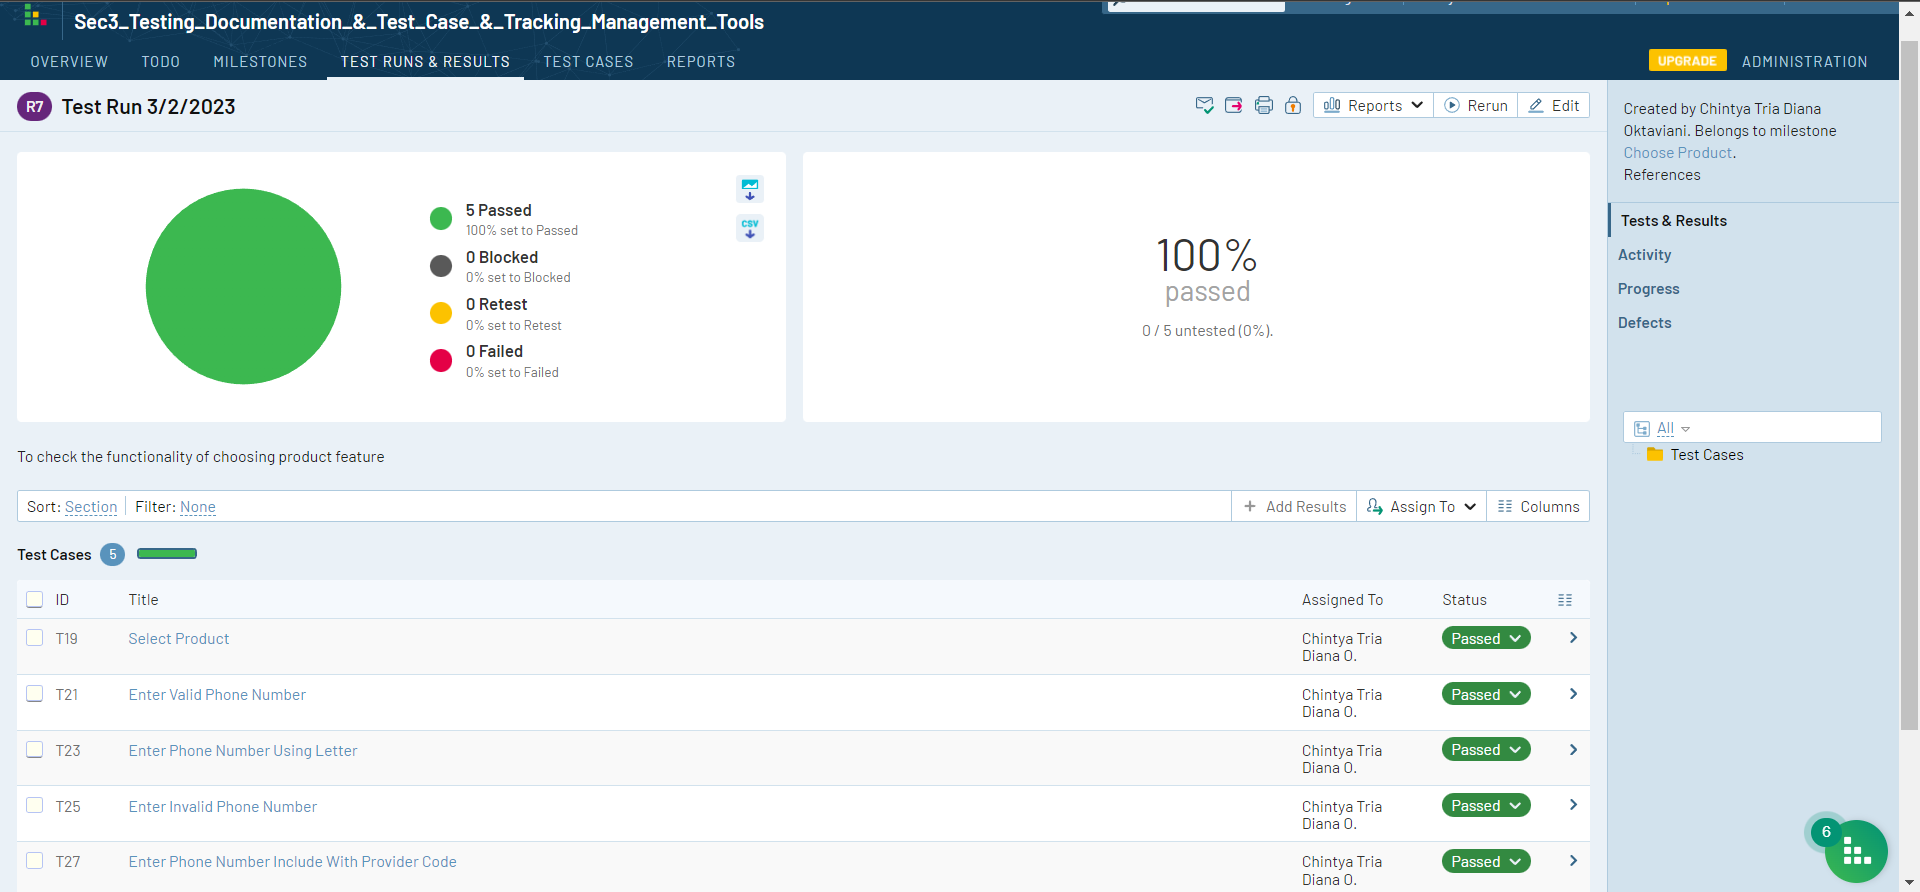 Sec3_Testing_Documentation_&_Test_Case_&_Tracking_Management_Tools
OVERVIEW TODO MILESTONES TEST RUNS & RESULTS TEST CASES REPORTS UPGRADE ADMINISTRATION
R7 Test Run 3/2/2023 Reports Rerun Edit
Created by Chintya Tria Diana
Oktaviani. Belongs to milestone
Choose Product.
References
5 Passed
100% set to Passed
0 Blocked
0% set to Blocked
0 Retest
0% set to Retest
0 Failed
0% set to Failed
CSV
100%
passed
0 / 5 untested (0%).
Tests & Results
Activity
Progress
Defects
All
Test Cases
To check the functionality of choosing product feature
Sort: Section Filter: None + Add Results Assign To Columns
Test Cases 5
ID Title Assigned To Status
T19 Select Product Chintya Tria Diana O. Passed
T21 Enter Valid Phone Number Chintya Tria Diana O. Passed
T23 Enter Phone Number Using Letter Chintya Tria Diana O. Passed
T25 Enter Invalid Phone Number Chintya Tria Diana O. Passed
T27 Enter Phone Number Include With Provider Code Chintya Tria Diana O. Passed
6